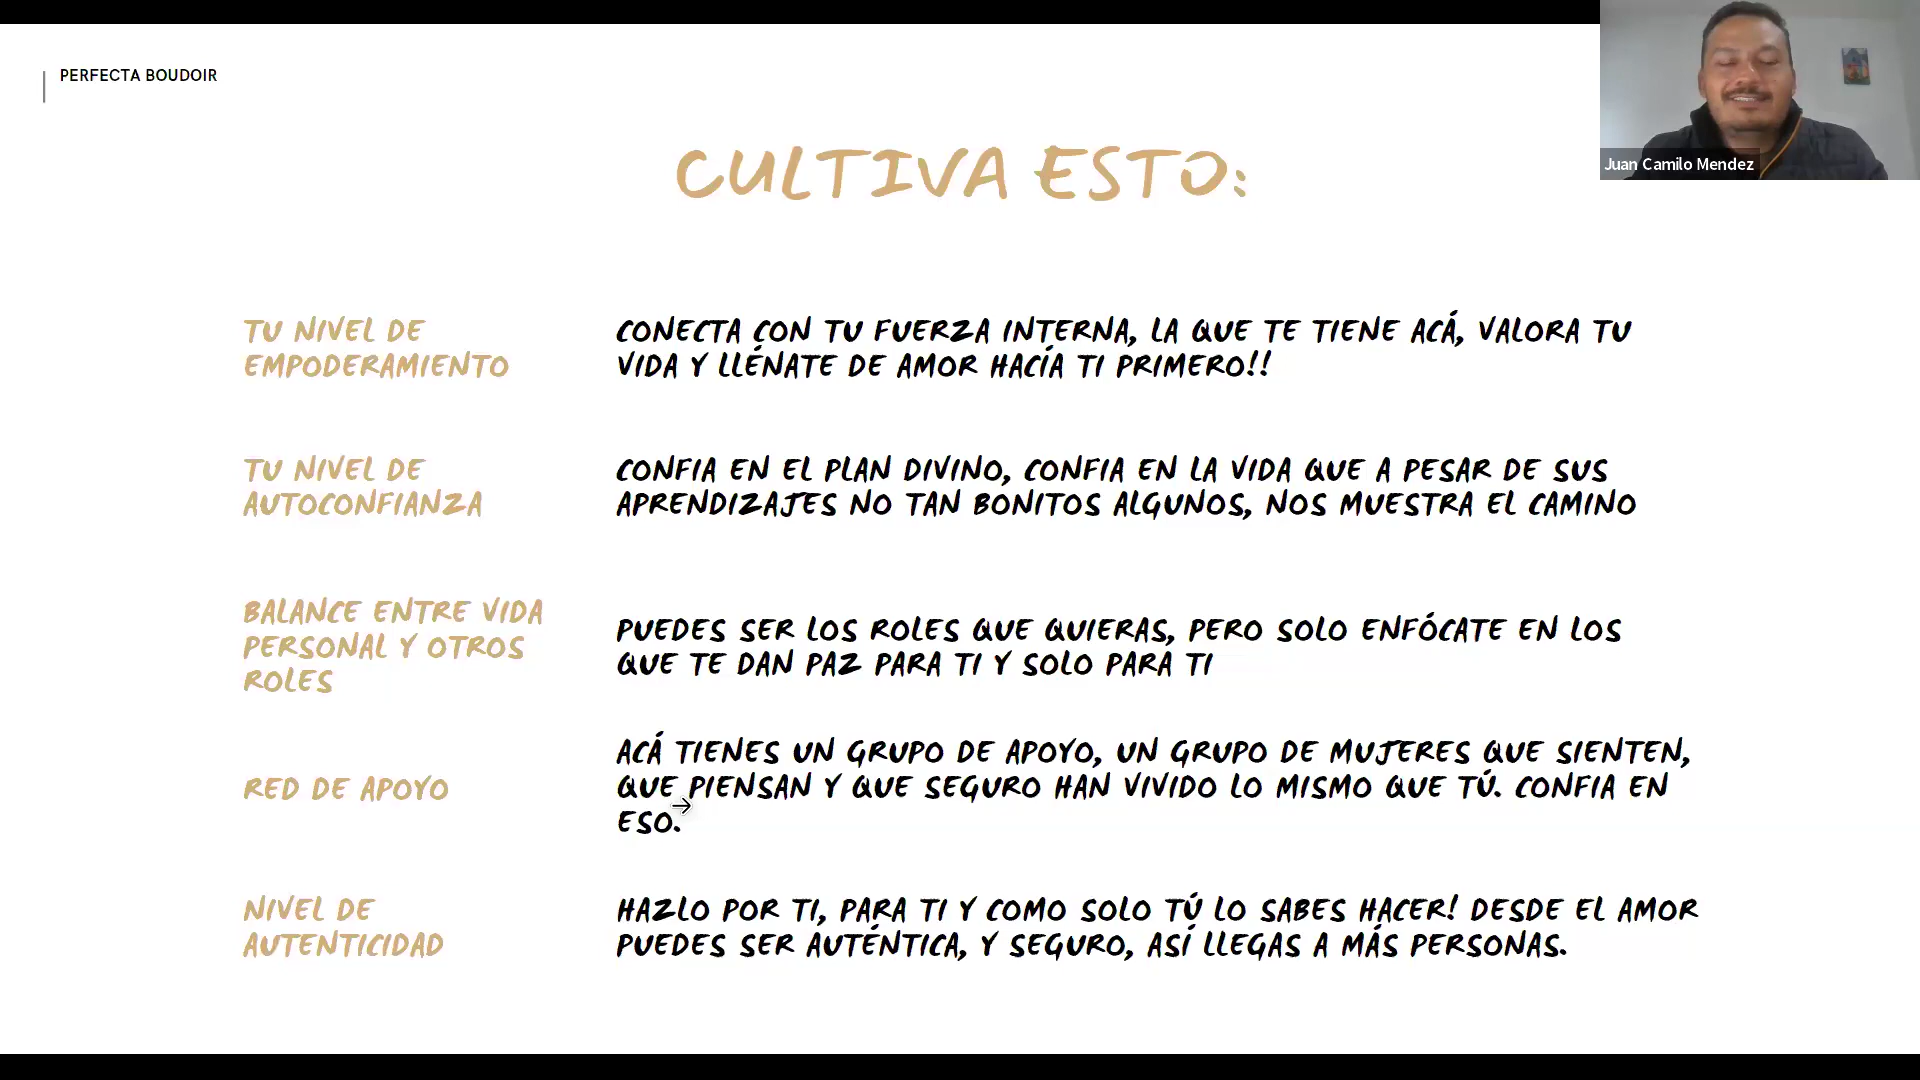 PERFECTA BOUDOIR
Juan Camilo Mendez
CULTIVA ESTO:
TU NIVEL DE
EMPODERAMIENTO
CONECTA CON TU FUERZA INTERNA, LA QUE TE TIENE ACÁ, VALORA TU
VIDA Y LLÉNATE DE AMOR HACÍA TI PRIMERO!!
TU NIVEL DE
AUTOCONFIANZA
CONFIA EN EL PLAN DIVINO, CONFIA EN LA VIDA QUE A PESAR DE SUS
APRENDIZAJES NO TAN BONITOS ALGUNOS, NOS MUESTRA EL CAMINO
BALANCE ENTRE VIDA
PERSONAL Y OTROS
ROLES
PUEDES SER LOS ROLES QUE QUIERAS, PERO SOLO ENFÓCATE EN LOS
QUE TE DAN PAZ PARA TI Y SOLO PARA TI
RED DE APOYO
ACÁ TIENES UN GRUPO DE APOYO, UN GRUPO DE MUJERES QUE SIENTEN,
QUE PIENSAN Y QUE SEGURO HAN VIVIDO LO MISMO QUE TÚ. CONFIA EN
ESO.
NIVEL DE
AUTENTICIDAD
HAZLO POR TI, PARA TI Y COMO SOLO TÚ LO SABES HACER! DESDE EL AMOR
PUEDES SER AUTÉNTICA, Y SEGURO, ASÍ LLEGAS A MÁS PERSONAS.